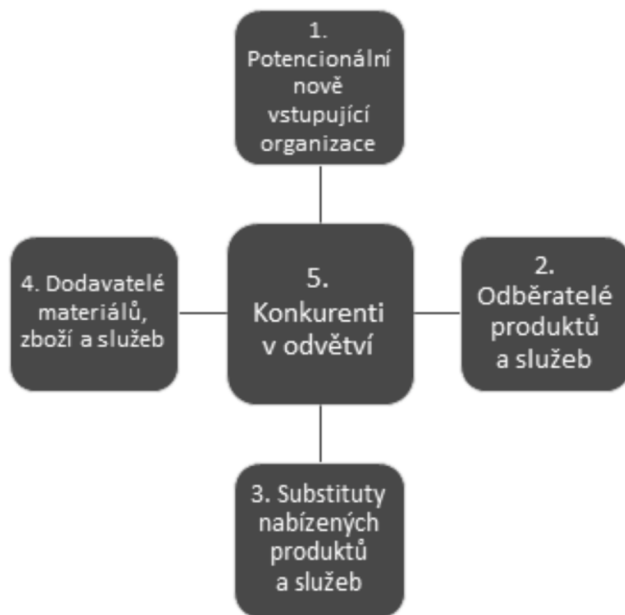 1.
Potencionální
nově
vstupující
organizace
4. Dodavatelé
materiálů,
zboží a služeb
5.
Konkurenti
v odvětví
2.
Odběratelé
produktů
a služeb
3. Substituty
nabízených
produktů
a služeb